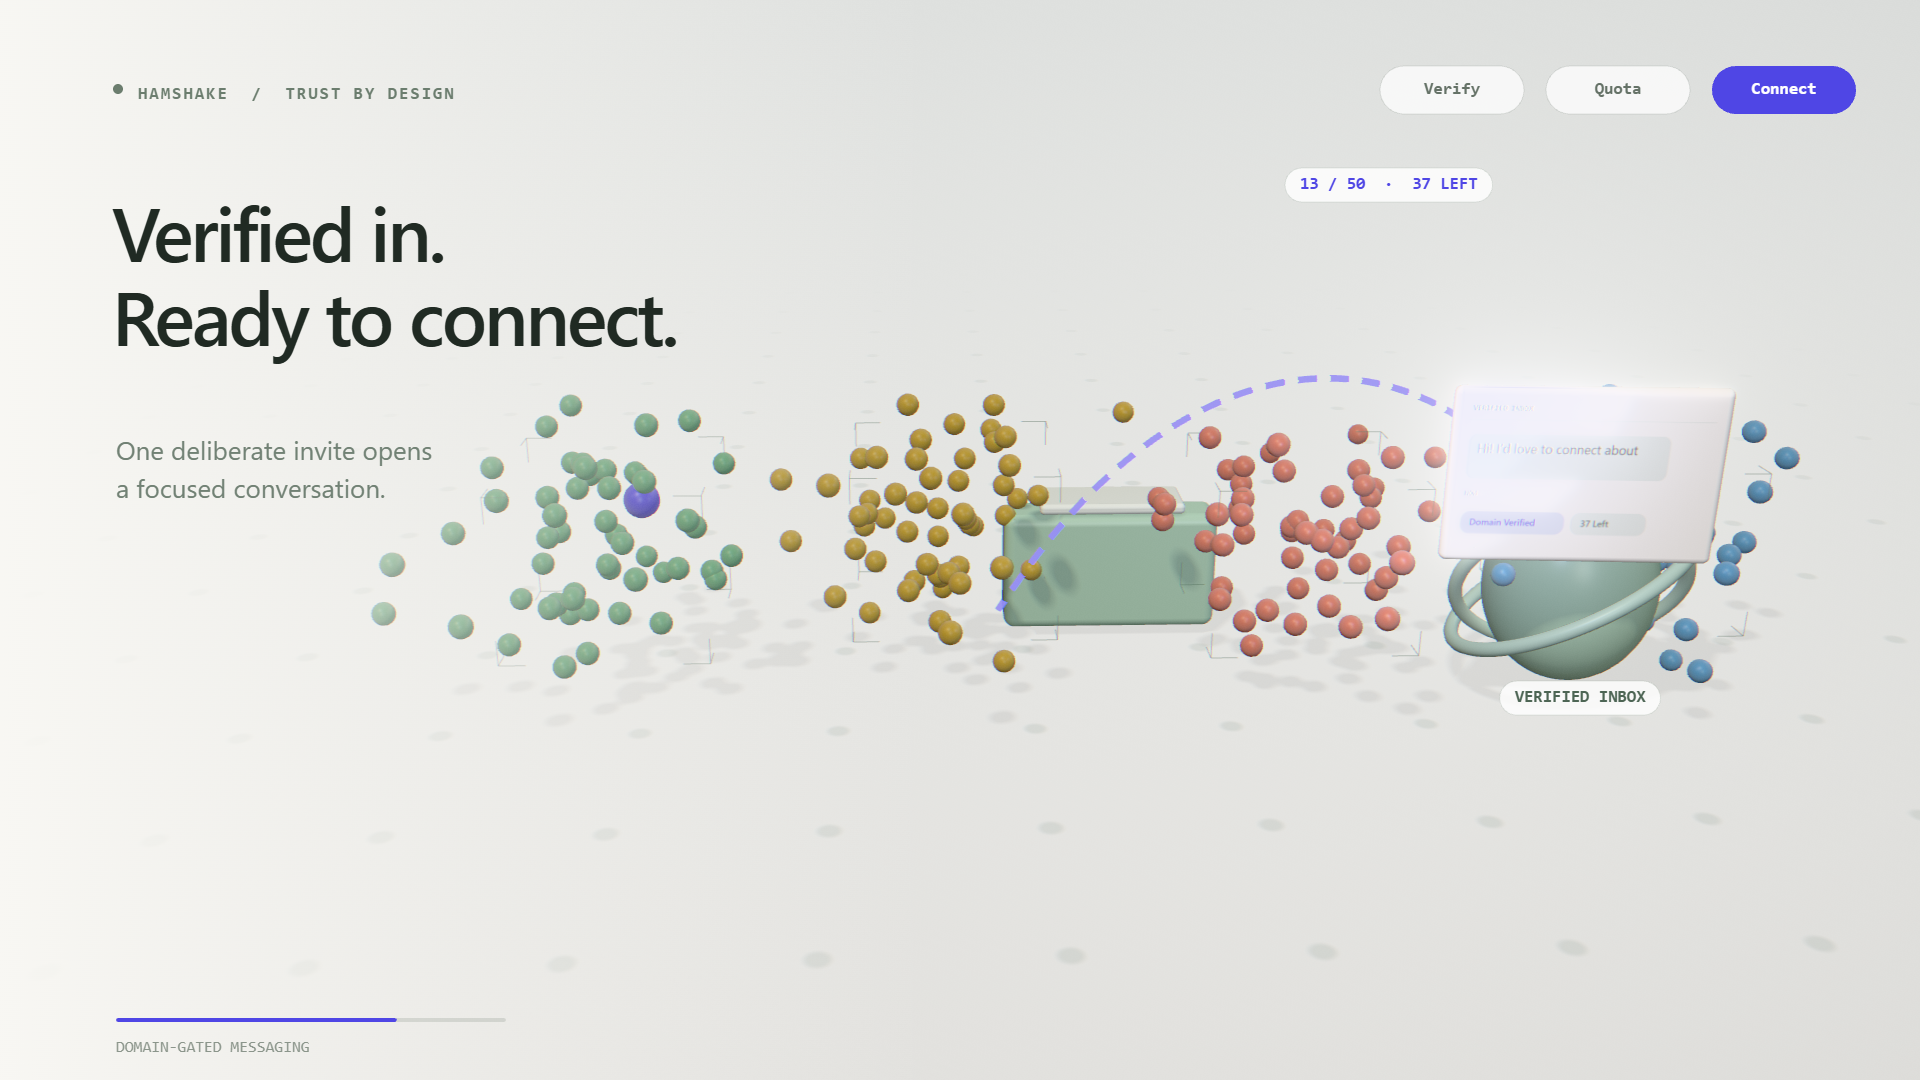 HAMSHAKE / TRUST BY DESIGN
Verify
Quota
Connect
13 / 50 · 37 LEFT
Verified in.
Ready to connect.
One deliberate invite opens
a focused conversation.
Hi! I'd love to connect about
Domain Verified
37 Left
VERIFIED INBOX
DOMAIN-GATED MESSAGING